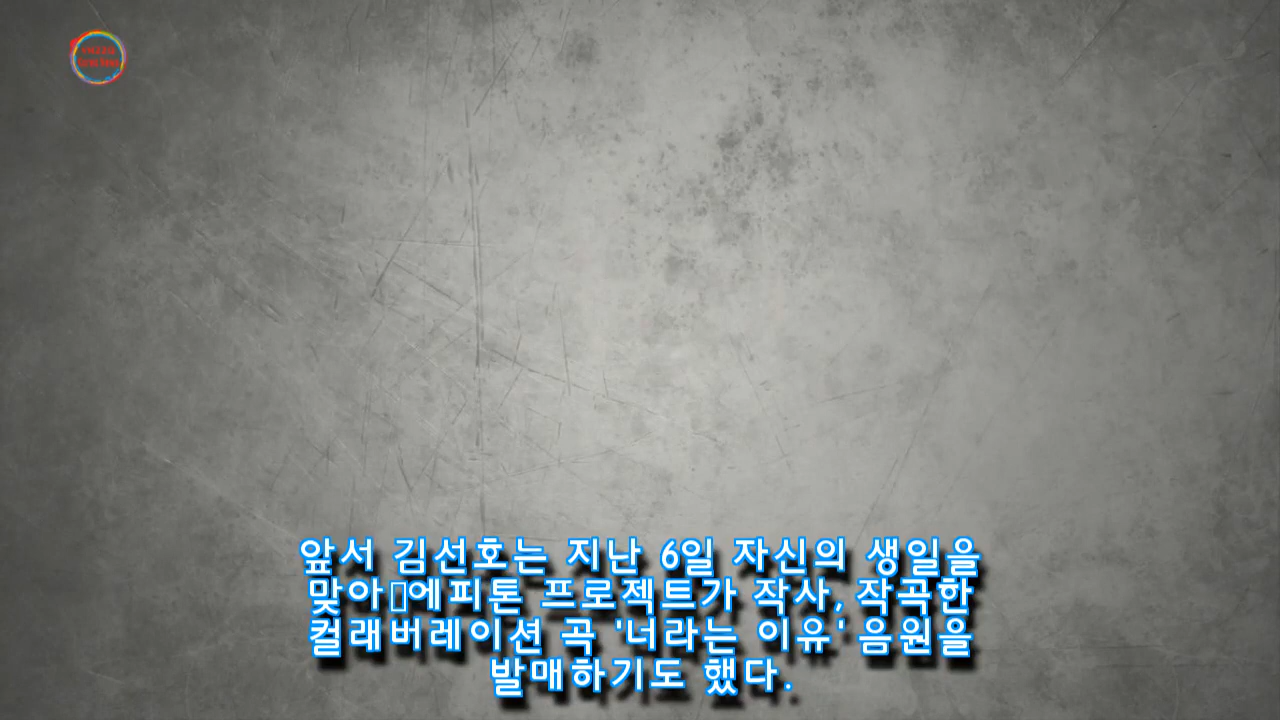 앞서 김선호는 지난 6일 자신의 생일을
맞아▯에피톤 프로젝트가 작사, 작곡한
컬래버레이션 곡 '너라는 이유' 음원을
발매하기도 했다.